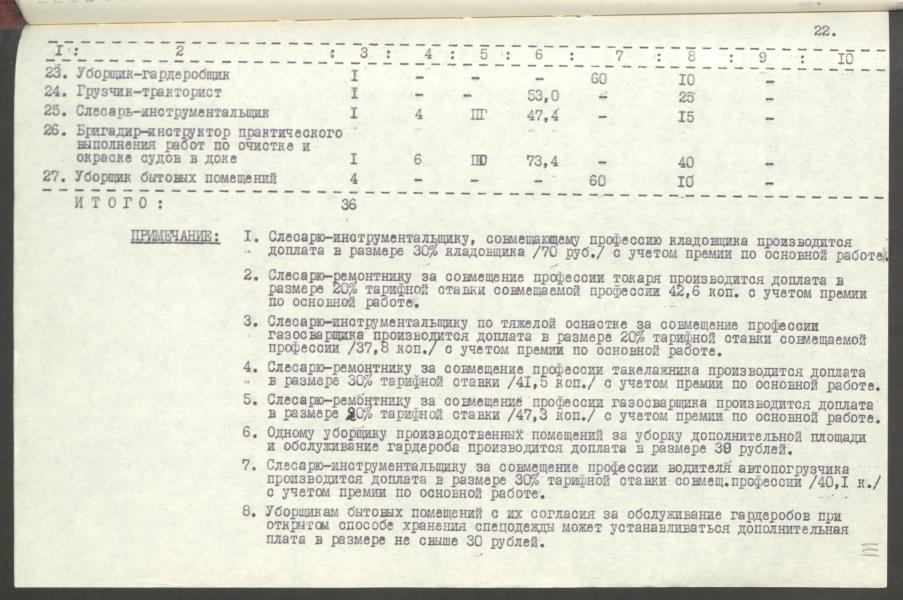 22.
I : 2 : 3 : 4 : 5 : 6 : 7 : 8 : 9 : IO
23. Уборщик-гардеробщик I - - - 60 IO -
24. Грузчик-тракторист I - - 53,0 - 25 -
25. Слесарь-инструментальщик I 4 ПГ 47,4 - I5 -
26. Бригадир-инструктор практического
выполнения работ по очистке и
окраске судов в доке I 6 ПО 73,4 - 40 -
27. Уборщик бытовых помещений 4 - - - 60 IO -
И Т О Г О : 36
ПРИМЕЧАНИЕ: I. Слесарю-инструментальщику, совмещающему профессию кладовщика производится
доплата в размере 30% кладовщика /70 руб./ с учетом премии по основной работе.
2. Слесарю-ремонтнику за совмещение профессии токаря производится доплата в
размере 20% тарифной ставки совмещаемой профессии 42,6 коп. с учетом премии
по основной работе.
3. Слесарю-инструментальщику по тяжелой оснастке за совмещение профессии
газосварщика производится доплата в размере 20% тарифной ставки совмещаемой
профессии /37,8 коп./ с учетом премии по основной работе.
4. Слесарю-ремонтнику за совмещение профессии такелажника производится доплата
в размере 30% тарифной ставки /4I,5 коп./ с учетом премии по основной работе.
5. Слесарю-ремонтнику за совмещение профессии газосварщика производится доплата
в размере 20% тарифной ставки /47,3 коп./ с учетом премии по основной работе.
6. Одному уборщику производственных помещений за уборку дополнительной площади
и обслуживание гардероба производится доплата в размере 30 рублей.
7. Слесарю-инструментальщику за совмещение профессии водителя автопогрузчика
производится доплата в размере 30% тарифной ставки совмещ.профессии /40,I к./
с учетом премии по основной работе.
8. Уборщикам бытовых помещений с их согласия за обслуживание гардеробов при
открытом способе хранения спецодежды может устанавливаться дополнительная
плата в размере не свыше 30 рублей.